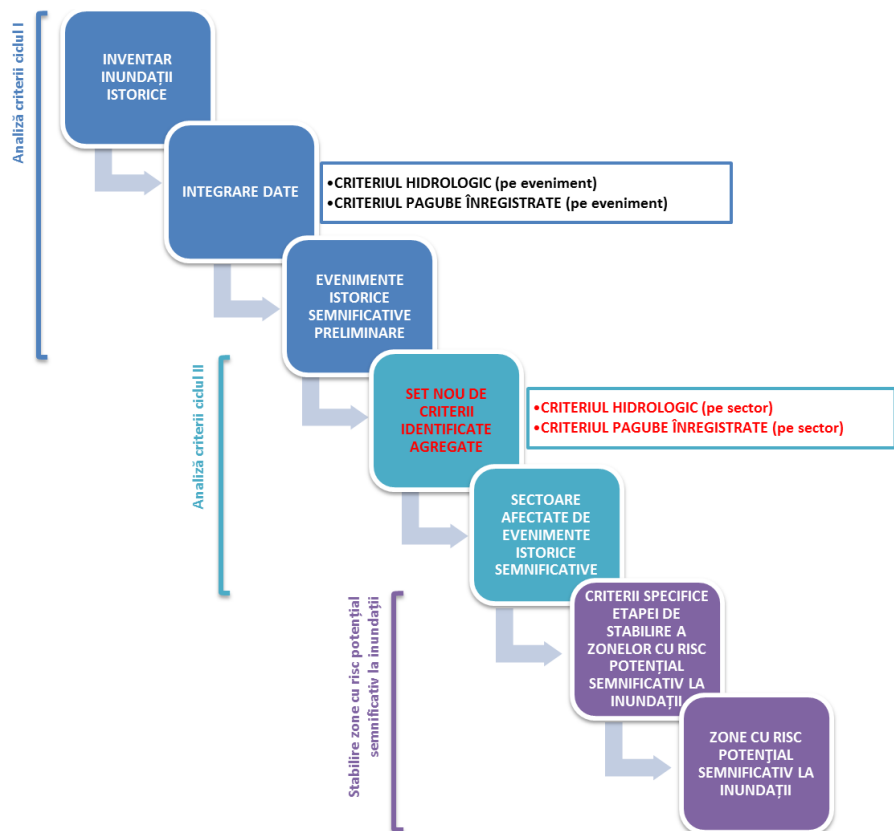 Analiză criterii ciclul I
INVENTAR
INUNDAȚII
ISTORICE
INTEGRARE DATE
•CRITERIUL HIDROLOGIC (pe eveniment)
•CRITERIUL PAGUBE ÎNREGISTRATE (pe eveniment)
EVENIMENTE
ISTORICE
SEMNIFICATIVE
PRELIMINARE
Analiză criterii ciclul II
SET NOU DE
CRITERII
IDENTIFICATE
AGREGATE
•CRITERIUL HIDROLOGIC (pe sector)
•CRITERIUL PAGUBE ÎNREGISTRATE (pe sector)
SECTOARE
AFECTATE DE
EVENIMENTE
ISTORICE
SEMNIFICATIVE
Stabilire zone cu risc potențial
semnificativ la inundații
CRITERII SPECIFICE
ETAPEI DE
STABILIRE A
ZONELOR CU RISC
POTENȚIAL
SEMNIFICATIV LA
INUNDAȚII
ZONE CU RISC
POTENŢIAL
SEMNIFICATIV LA
INUNDAȚII